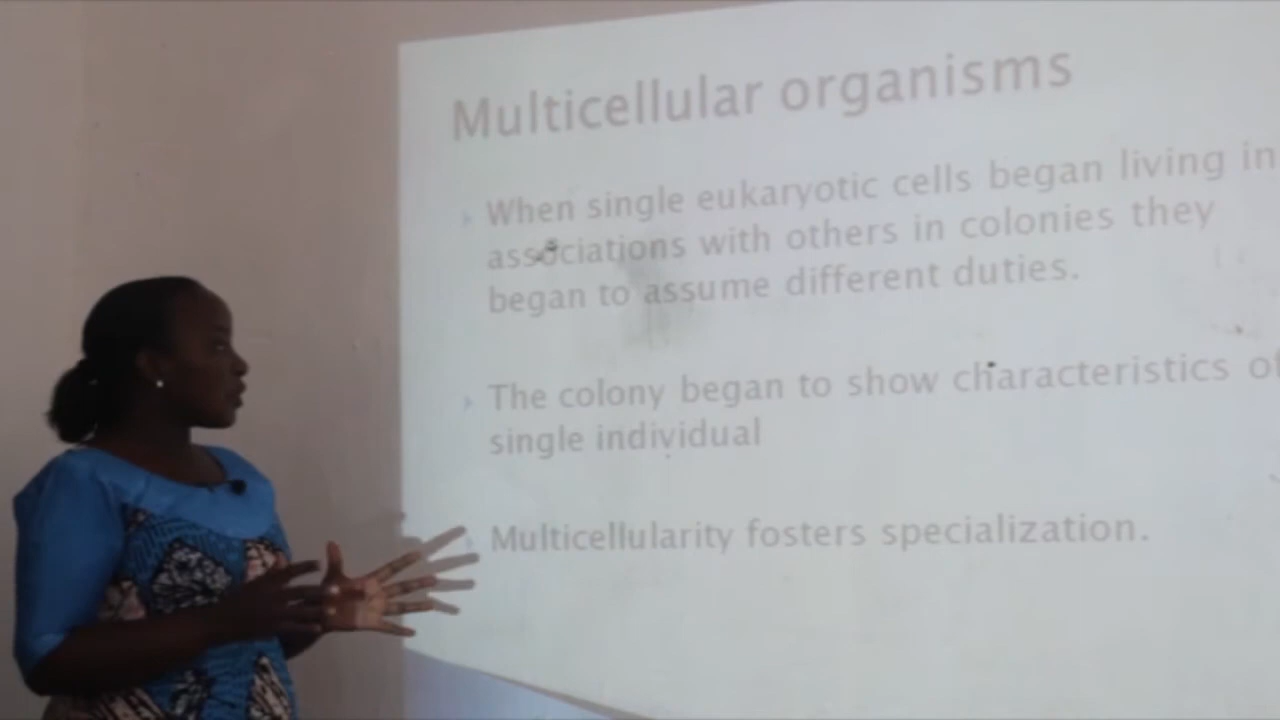 Multicellular organisms
When single eukaryotic cells began living in
associations with others in colonies they
began to assume different duties.
The colony began to show characteristics of
single individual
Multicellularity fosters specialization.